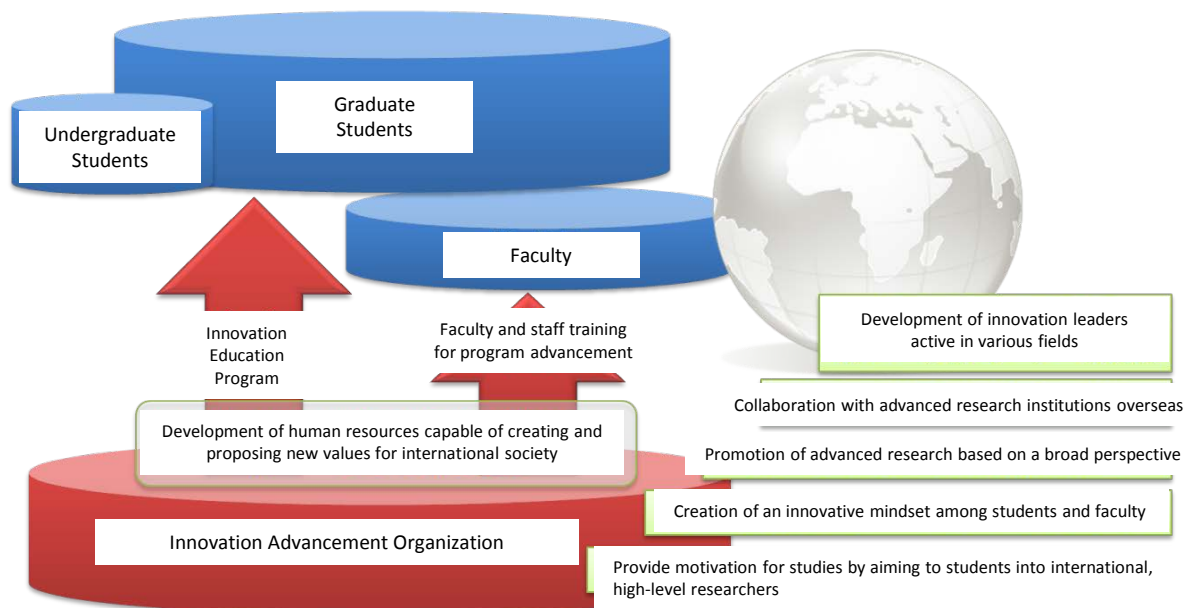 Graduate
Students
Undergraduate
Students
Faculty
Innovation
Education
Program
Faculty and staff training
for program advancement
Development of innovation leaders
active in various fields
Collaboration with advanced research institutions overseas
Development of human resources capable of creating and
proposing new values for international society
Promotion of advanced research based on a broad perspective
Creation of an innovative mindset among students and faculty
Innovation Advancement Organization
Provide motivation for studies by aiming to students into international,
high-level researchers